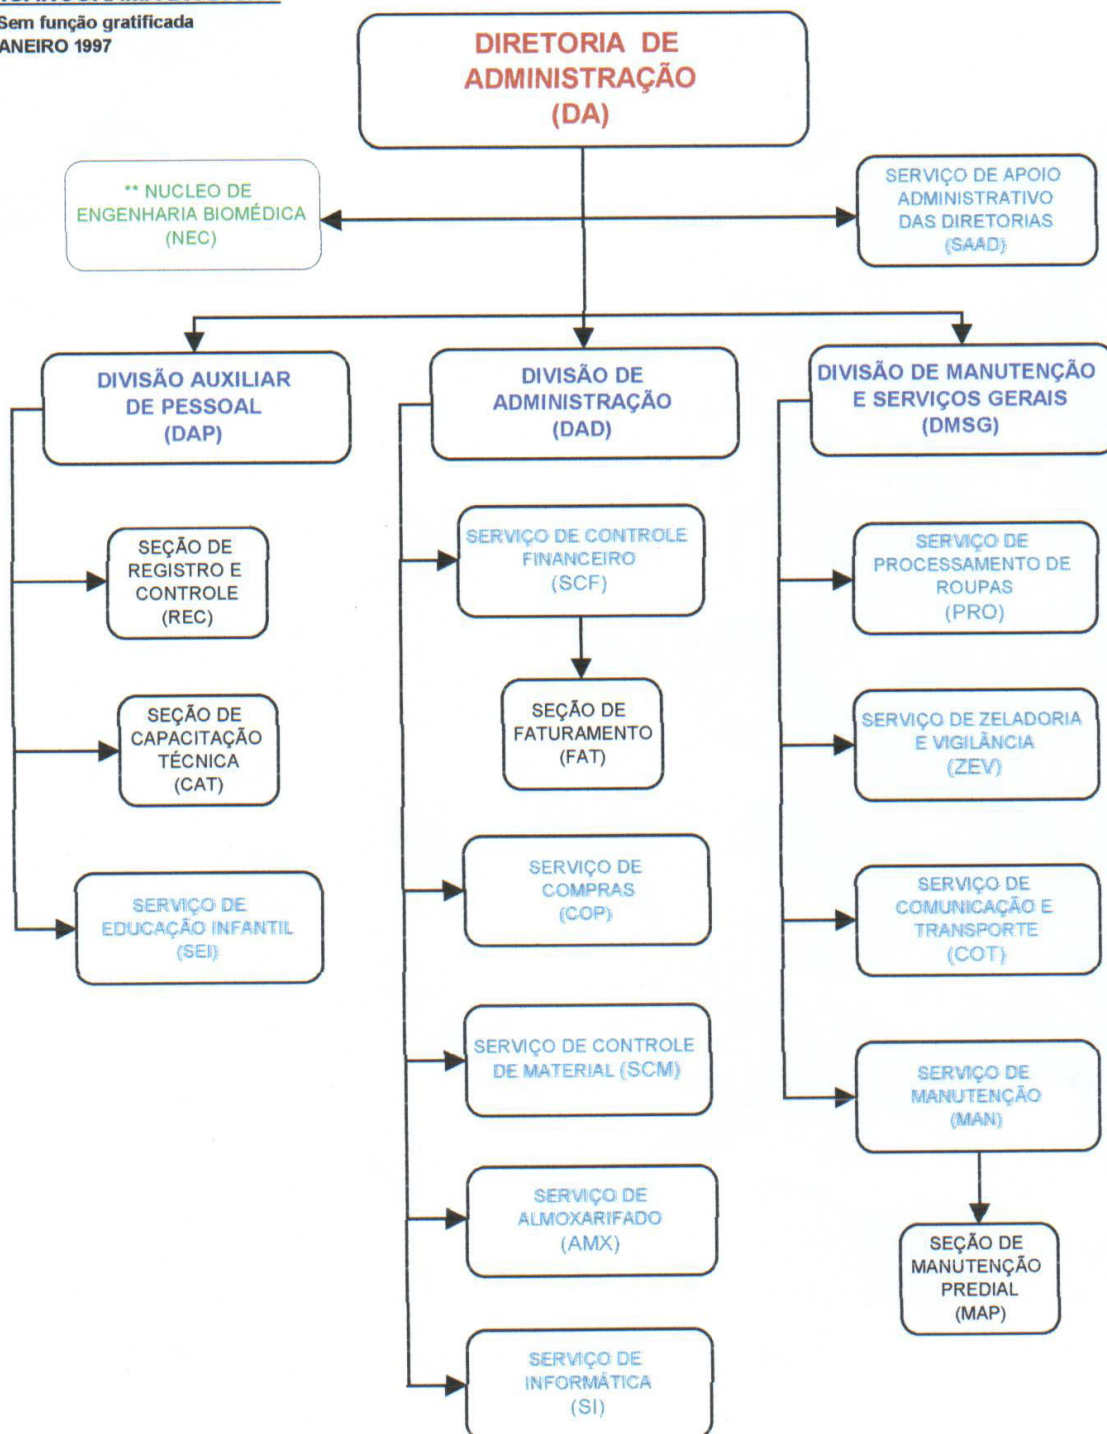 Sem função gratificada
ANEIRO 1997
DIRETORIA DE
ADMINISTRAÇÃO
(DA)
** NUCLEO DE
ENGENHARIA BIOMÉDICA
(NEC)
SERVIÇO DE APOIO
ADMINISTRATIVO
DAS DIRETORIAS
(SAAD)
DIVISÃO AUXILIAR
DE PESSOAL
(DAP)
DIVISÃO DE
ADMINISTRAÇÃO
(DAD)
DIVISÃO DE MANUTENÇÃO
E SERVIÇOS GERAIS
(DMSG)
SEÇÃO DE
REGISTRO E
CONTROLE
(REC)
SEÇÃO DE
CAPACITAÇÃO
TÉCNICA
(CAT)
SERVIÇO DE
EDUCAÇÃO INFANTIL
(SEI)
SERVIÇO DE CONTROLE
FINANCEIRO
(SCF)
SEÇÃO DE
FATURAMENTO
(FAT)
SERVIÇO DE
COMPRAS
(COP)
SERVIÇO DE CONTROLE
DE MATERIAL (SCM)
SERVIÇO DE
ALMOXARIFADO
(AMX)
SERVIÇO DE
INFORMÁTICA
(SI)
SERVIÇO DE
PROCESSAMENTO DE
ROUPAS
(PRO)
SERVIÇO DE ZELADORIA
E VIGILÂNCIA
(ZEV)
SERVIÇO DE
COMUNICAÇÃO E
TRANSPORTE
(COT)
SERVIÇO DE
MANUTENÇÃO
(MAN)
SEÇÃO DE
MANUTENÇÃO
PREDIAL
(MAP)